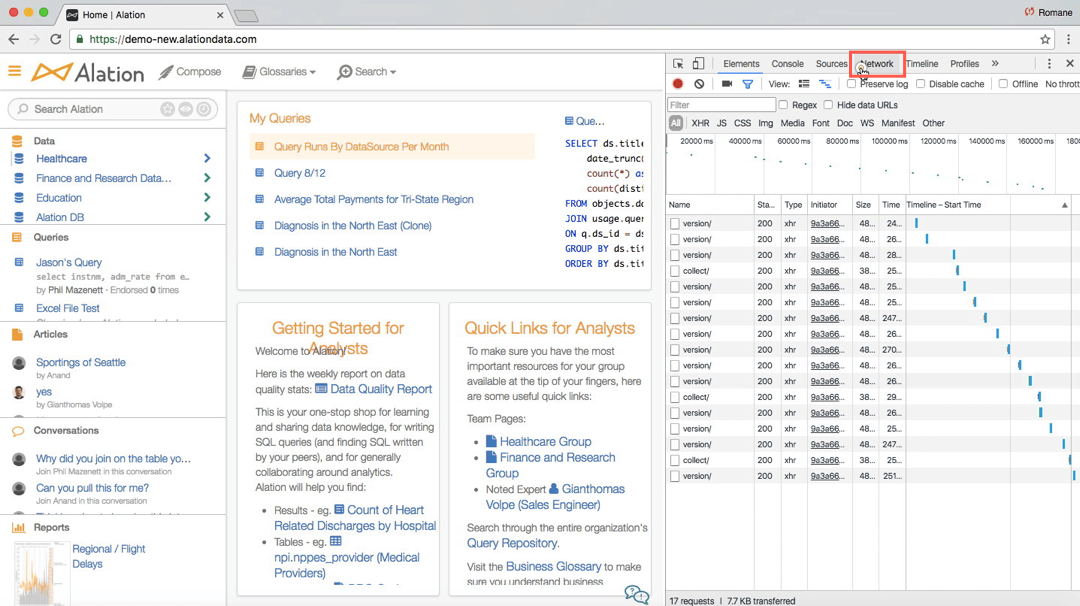 Home | Alation
Romane
https://demo-new.alationdata.com
Alation
Compose
Glossaries
Search
Search Alation
Data
Healthcare
Finance and Research Data...
Education
Alation DB
Queries
Jason's Query
select instnm, adm_rate from e…
by Phil Mazenett · Endorsed 0 times
Excel File Test
Articles
Sportings of Seattle
by Anand
yes
by Gianthomas Volpe
Conversations
Why did you join on the table yo...
Join Phil Mazenett in this conversation
Can you pull this for me?
Join Anand in this conversation
Reports
Regional / Flight
Delays
My Queries
Query Runs By DataSource Per Month
Query 8/12
Average Total Payments for Tri-State Region
Diagnosis in the North East (Clone)
Diagnosis in the North East
Que...
SELECT ds.title
date_trunc(
count(*) as
count(dist
FROM objects.da
JOIN usage.quer
ON q.ds_id = ds
GROUP BY ds.tit
ORDER BY ds.tit
Getting Started for
Analysts
Welcome to Alation!
Here is the weekly report on data
quality stats: Data Quality Report
This is your one-stop shop for learning
and sharing data knowledge, for writing
SQL queries (and finding SQL written
by your peers), and for generally
collaborating around analytics.
Alation will help you find:
• Results - eg. Count of Heart
Related Discharges by Hospital
• Tables - eg.
npi.nppes_provider (Medical
Providers)
Quick Links for Analysts
To make sure you have the most
important resources for your group
available at the tip of your fingers, here
are some useful quick links:
Team Pages:
• Healthcare Group
• Finance and Research
Group
• Noted Expert Gianthomas
Volpe (Sales Engineer)
Search through the entire organization's
Query Repository.
Visit the Business Glossary to make
sure you understand business
Elements Console Sources Network Timeline Profiles »
View: Preserve log Disable cache Offline No thrott
Filter Regex Hide data URLs
All XHR JS CSS Img Media Font Doc WS Manifest Other
20000 ms 40000 ms 60000 ms 80000 ms 100000 ms 120000 ms 140000 ms 160000 ms 1800
Name Sta... Type Initiator Size Time Timeline – Start Time
version/ 200 xhr 9a3a66... 48... 24...
version/ 200 xhr 9a3a66... 48... 26...
version/ 200 xhr 9a3a66... 48... 28...
collect/ 200 xhr 9a3a66... 38... 25...
version/ 200 xhr 9a3a66... 48... 25...
version/ 200 xhr 9a3a66... 48... 25...
version/ 200 xhr 9a3a66... 48... 247...
version/ 200 xhr 9a3a66... 48... 26...
version/ 200 xhr 9a3a66... 48... 270...
version/ 200 xhr 9a3a66... 48... 26...
version/ 200 xhr 9a3a66... 48... 26...
collect/ 200 xhr 9a3a66... 38... 29...
version/ 200 xhr 9a3a66... 48... 26...
version/ 200 xhr 9a3a66... 48... 25...
version/ 200 xhr 9a3a66... 48... 247...
collect/ 200 xhr 9a3a66... 38... 25...
version/ 200 xhr 9a3a66... 48... 251...
17 requests | 7.7 KB transferred